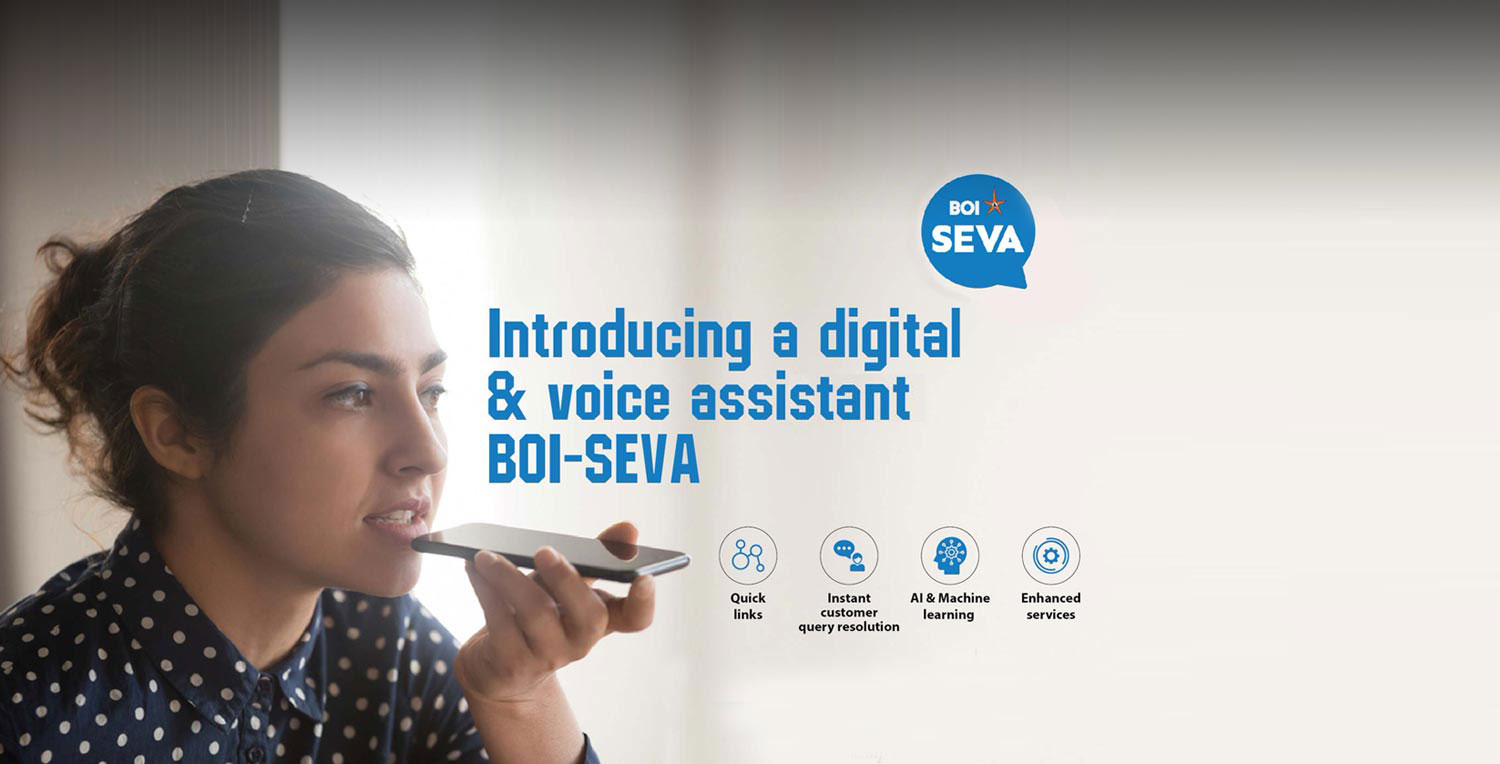 BOI
SEVA
Introducing a digital
& voice assistant
BOI-SEVA
Quick
links
Instant
customer
query resolution
AI & Machine
learning
Enhanced
services